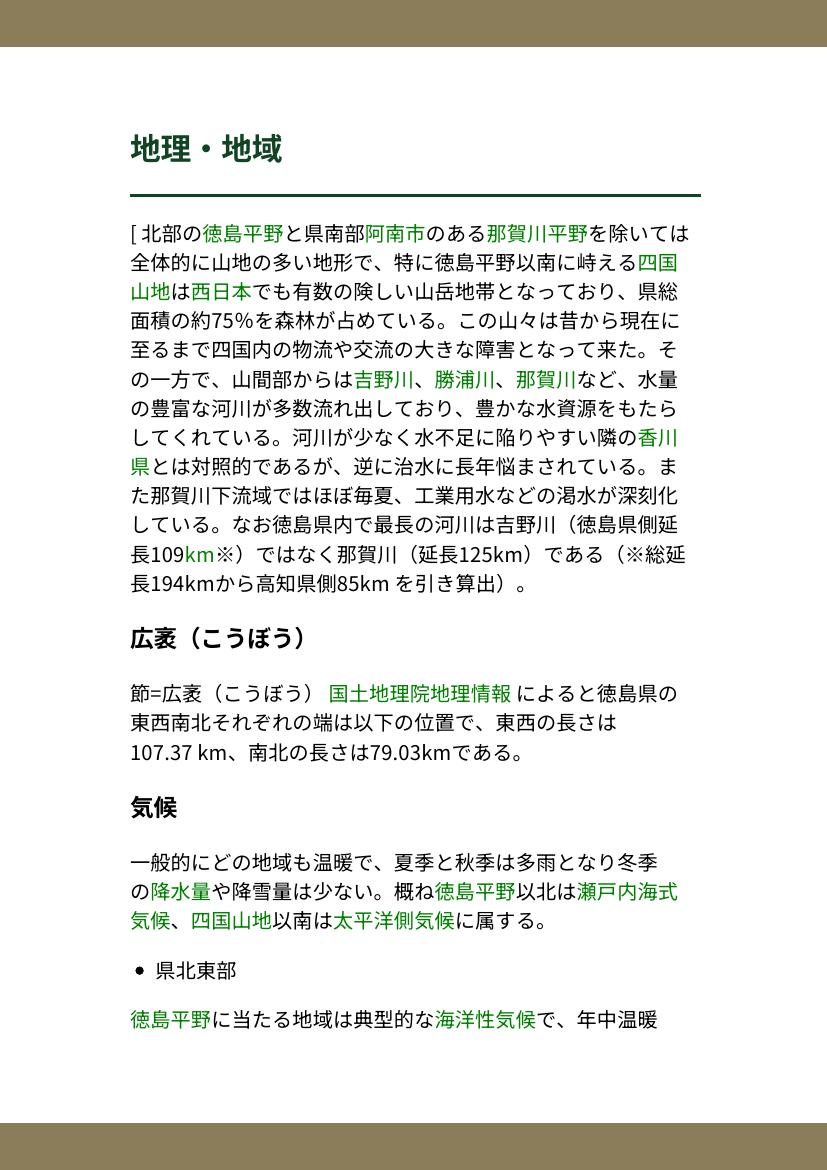 地理・地域
[ 北部の徳島平野と県南部阿南市のある那賀川平野を除いては
全体的に山地の多い地形で、特に徳島平野以南に峙える四国
山地は西日本でも有数の険しい山岳地帯となっており、県総
面積の約75%を森林が占めている。この山々は昔から現在に
至るまで四国内の物流や交流の大きな障害となって来た。そ
の一方で、山間部からは吉野川、勝浦川、那賀川など、水量
の豊富な河川が多数流れ出しており、豊かな水資源をもたら
してくれている。河川が少なく水不足に陥りやすい隣の香川
県とは対照的であるが、逆に治水に長年悩まされている。ま
た那賀川下流域ではほぼ毎夏、工業用水などの渇水が深刻化
している。なお徳島県内で最長の河川は吉野川（徳島県側延
長109km※）ではなく那賀川（延長125km）である（※総延
長194kmから高知県側85km を引き算出）。
広袤（こうぼう）
節=広袤（こうぼう） 国土地理院地理情報 によると徳島県の
東西南北それぞれの端は以下の位置で、東西の長さは
107.37 km、南北の長さは79.03kmである。
気候
一般的にどの地域も温暖で、夏季と秋季は多雨となり冬季
の降水量や降雪量は少ない。概ね徳島平野以北は瀬戸内海式
気候、四国山地以南は太平洋側気候に属する。
• 県北東部
徳島平野に当たる地域は典型的な海洋性気候で、年中温暖